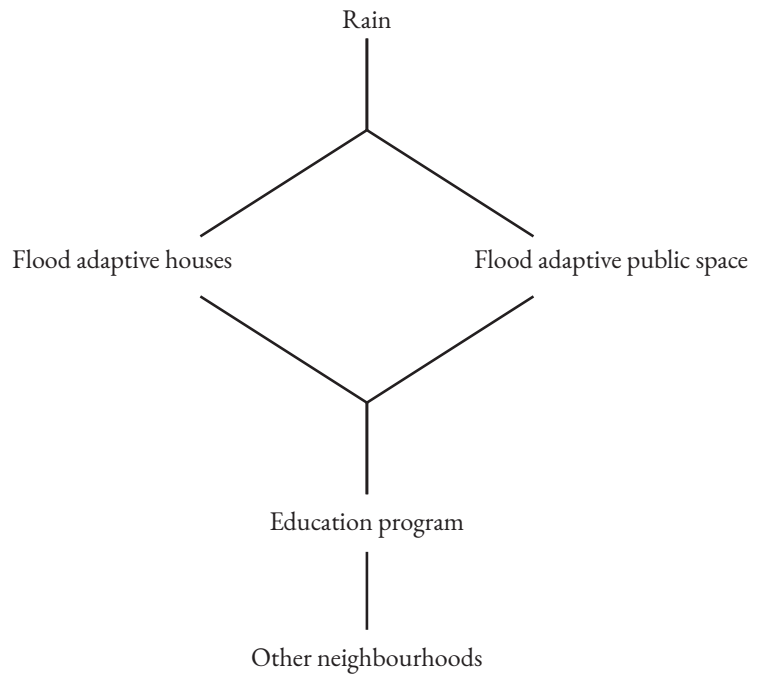 Rain
Flood adaptive houses
Flood adaptive public space
Education program
Other neighbourhoods